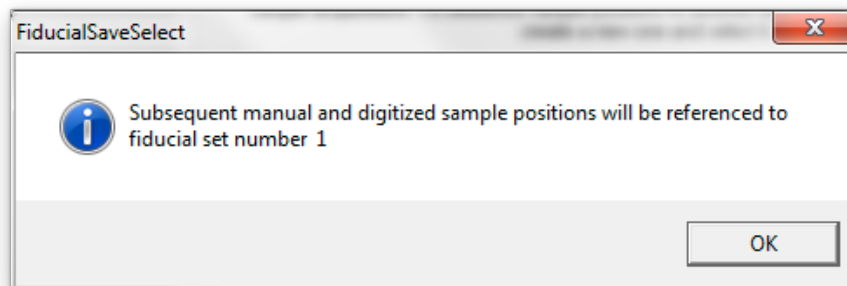 FiducialSaveSelect
Subsequent manual and digitized sample positions will be referenced to
fiducial set number 1
OK